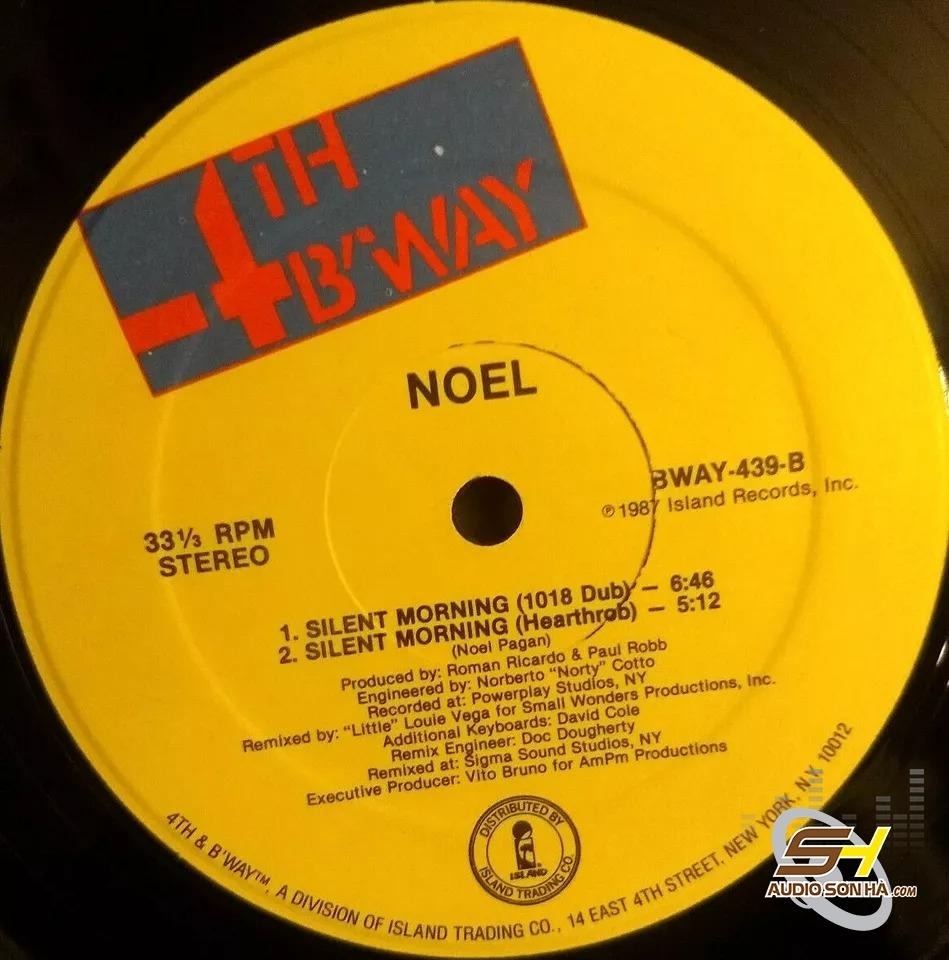 4TH
B'WAY
NOEL
BWAY-439-B
℗ 1987 Island Records, Inc.
33⅓ RPM
STEREO
1. SILENT MORNING (1018 Dub) — 6:46
2. SILENT MORNING (Hearthrob) — 5:12
(Noel Pagan)
Produced by: Roman Ricardo & Paul Robb
Engineered by: Norberto "Norty" Cotto
Recorded at: Powerplay Studios, NY
Remixed by: "Little" Louie Vega for Small Wonders Productions, Inc.
Additional Keyboards: David Cole
Remix Engineer: Doc Dougherty
Remixed at: Sigma Sound Studios, NY
Executive Producer: Vito Bruno for AmPm Productions
DISTRIBUTED BY
ISLAND
ISLAND TRADING CO
4TH & B'WAY™, A DIVISION OF ISLAND TRADING CO., 14 EAST 4TH STREET, NEW YORK, N.Y. 10012
SH
AUDIO SONHÀ.COM